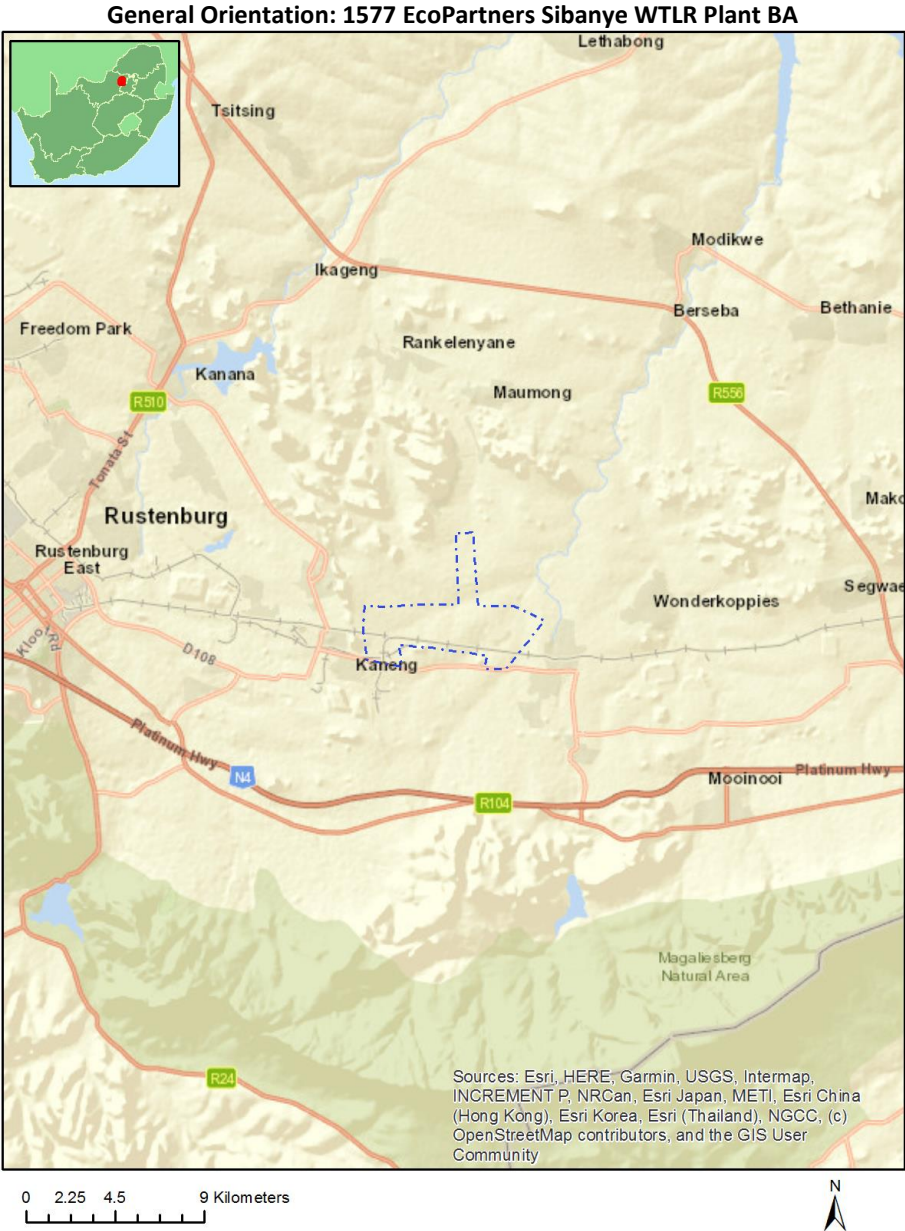 General Orientation: 1577 EcoPartners Sibanye WTLR Plant BA
Lethabong
Tsitsing
Modikwe
Ikageng
Berseba
Bethanie
Freedom Park
Rankelenyane
Kanana
Maumong
R510
R556
Tonata St
Mako
Rustenburg
Rustenburg
East
Segwae
Wonderkoppies
Kloo
Rd
D108
Kaneng
Platinum Hwy
N4
Mooinooi
Platinum Hwy
R104
Magaliesberg
Natural Area
R24
Sources: Esri, HERE, Garmin, USGS, Intermap,
INCREMENT P, NRCan, Esri Japan, METI, Esri China
(Hong Kong), Esri Korea, Esri (Thailand), NGCC, (c)
OpenStreetMap contributors, and the GIS User
Community
0 2.25 4.5 9 Kilometers
N